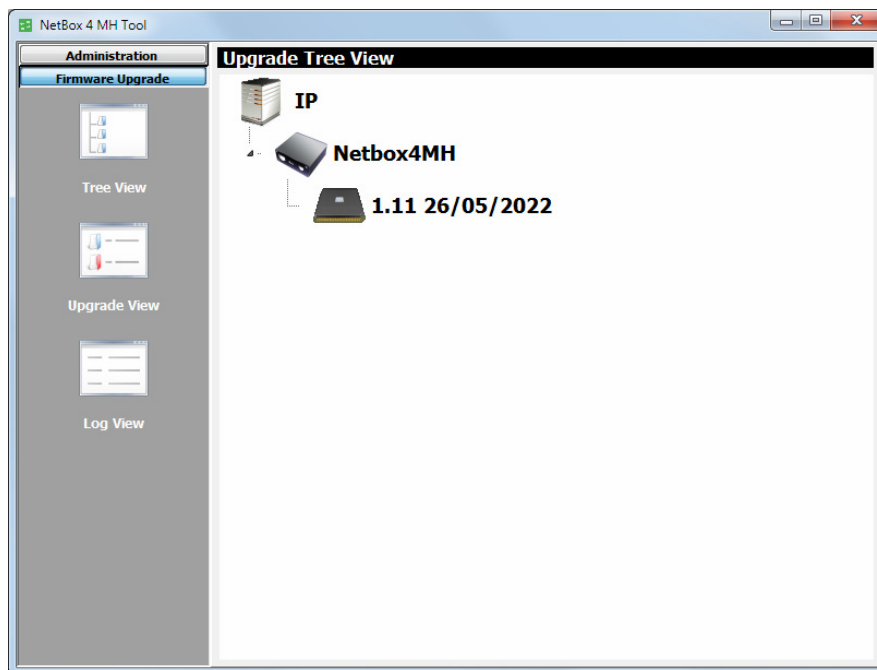 NetBox 4 MH Tool
Administration
Firmware Upgrade
Tree View
Upgrade View
Log View
Upgrade Tree View
IP
Netbox4MH
1.11 26/05/2022